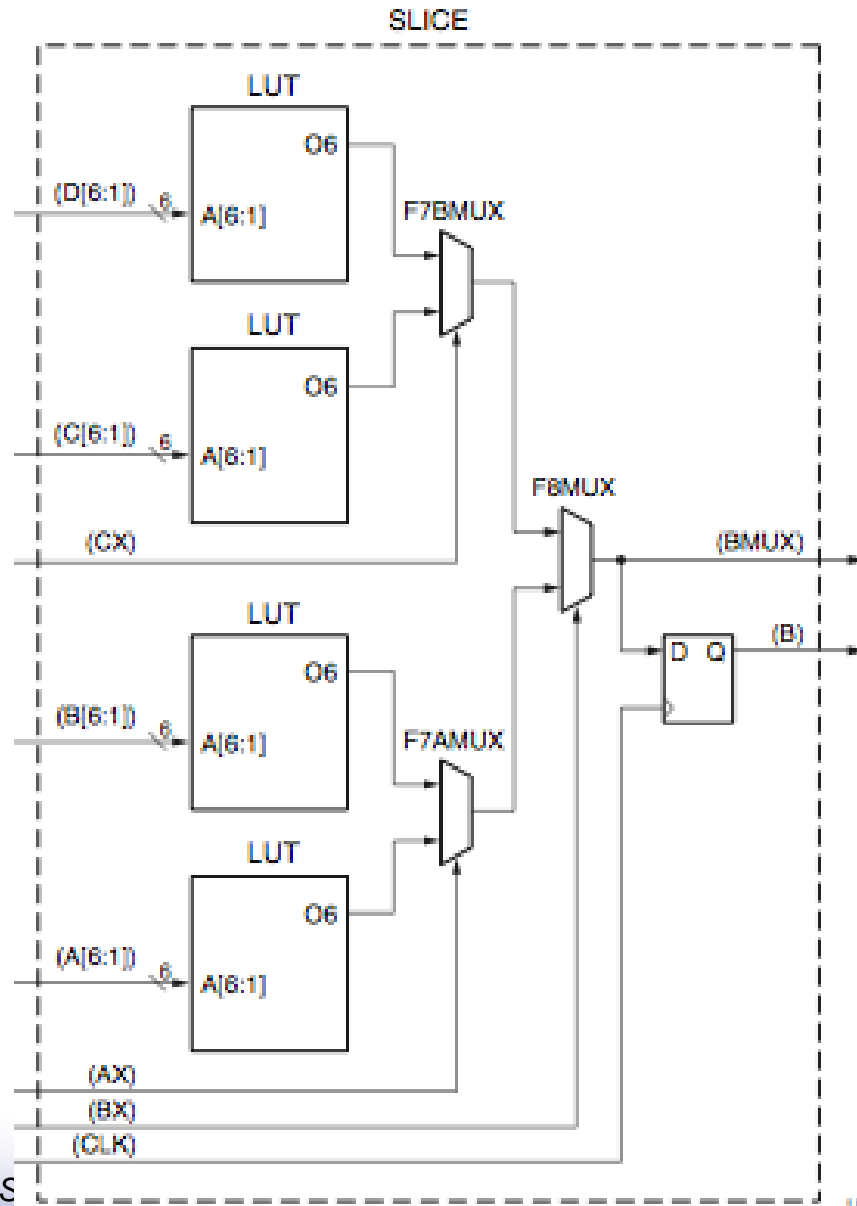 SLICE
LUT
O6
(D[6:1])
6
A[6:1]
F7BMUX
LUT
O6
(C[6:1])
6
A[6:1]
F8MUX
(CX)
(BMUX)
LUT
D Q
(B)
O6
(B[6:1])
6
A[6:1]
F7AMUX
LUT
O6
(A[6:1])
6
A[6:1]
(AX)
(BX)
(CLK)
S